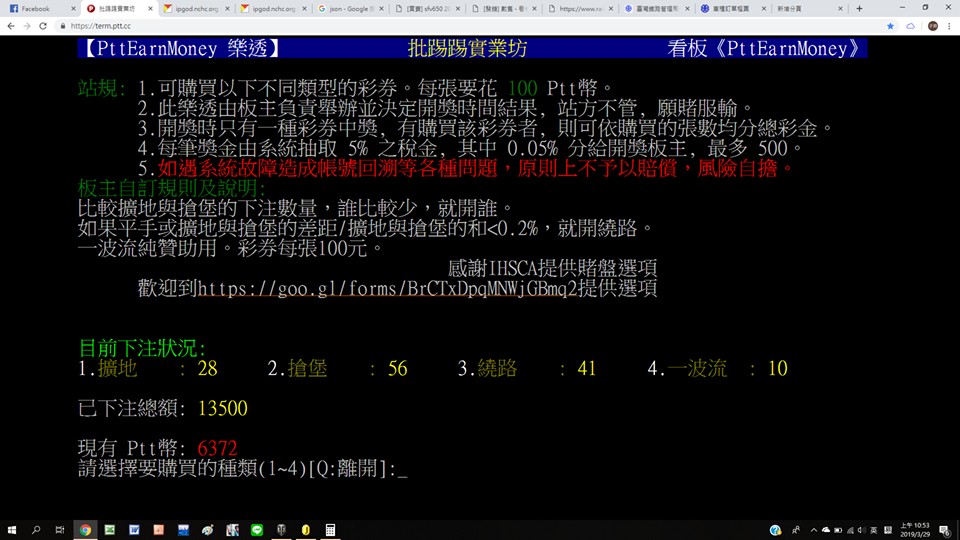 Facebook
批踢踢實業坊
ipgod.nchc.org
ipgod.nchc.org
json - Google 
[賣賣] sfv650 20
[發錢] 軟鬼 - 看
https://www.ra
新增分頁
https://term.ptt.cc
【PttEarnMoney 樂透】 批踢踢實業坊 看板《PttEarnMoney》
站規: 1.可購買以下不同類型的彩券。每張要花 100 Ptt幣。
2.此樂透由板主負責舉辦並決定開獎時間結果, 站方不管, 願賭服輸。
3.開獎時只有一種彩券中獎, 有購買該彩券者, 則可依購買的張數均分總彩金。
4.每筆獎金由系統抽取 5% 之稅金, 其中 0.05% 分給開獎板主, 最多 500。
5.如遇系統故障造成帳號回溯等各種問題，原則上不予以賠償，風險自擔。
板主自訂規則及說明:
比較擴地與搶堡的下注數量，誰比較少，就開誰。
如果平手或擴地與搶堡的差距/擴地與搶堡的和<0.2%，就開繞路。
一波流純贊助用。彩券每張100元。
感謝IHSCA提供賭盤選項
歡迎到https://goo.gl/forms/BrCTxDpqMNWjGBmq2提供選項
目前下注狀況:
1.擴地 : 28 2.搶堡 : 56 3.繞路 : 41 4.一波流 : 10
已下注總額: 13500
現有 Ptt幣: 6372
請選擇要購買的種類(1~4)[Q:離開]:_
英
上午 10:53
2019/3/29